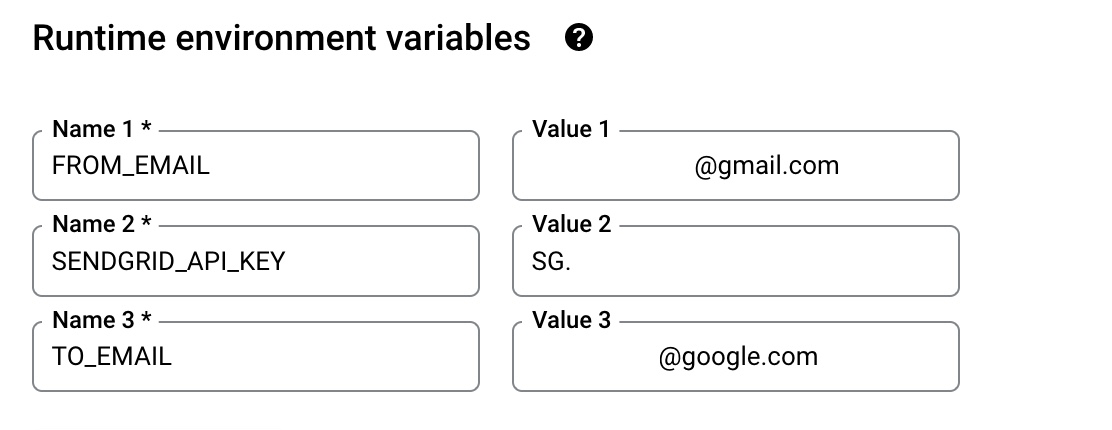 Runtime environment variables ?
Name 1 *
FROM_EMAIL
Value 1
@gmail.com
Name 2 *
SENDGRID_API_KEY
Value 2
SG.
Name 3 *
TO_EMAIL
Value 3
@google.com